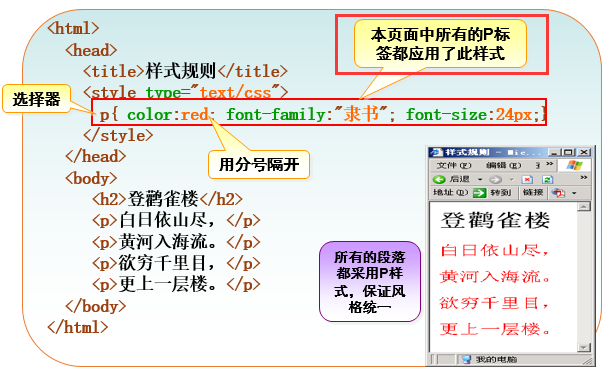 <html>
<head>
<title>样式规则</title>
<style type="text/css">
p{ color:red; font-family:"隶书"; font-size:24px;}
</style>
</head>
<body>
<h2>登鹳雀楼</h2>
<p>白日依山尽，</p>
<p>黄河入海流。</p>
<p>欲穷千里目，</p>
<p>更上一层楼。</p>
</body>
</html>
本页面中所有的P标
签都应用了此样式
选择器
用分号隔开
所有的段落
都采用P样
式，保证风
格统一
样式规则 - Mic...
文件(F) 编辑(E)
后退
地址(D) 转到 链接
登鹳雀楼
白日依山尽，
黄河入海流。
欲穷千里目，
更上一层楼。
我的电脑